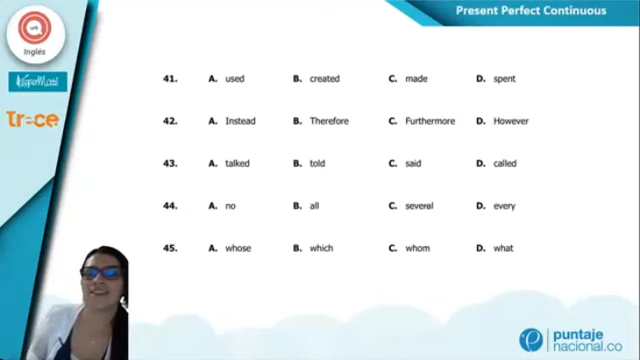 Present Perfect Continuous
Inglés
41. A. used B. created C. made D. spent
42. A. Instead B. Therefore C. Furthermore D. However
43. A. talked B. told C. said D. called
44. A. no B. all C. several D. every
45. A. whose B. which C. whom D. what
puntaje
nacional.co